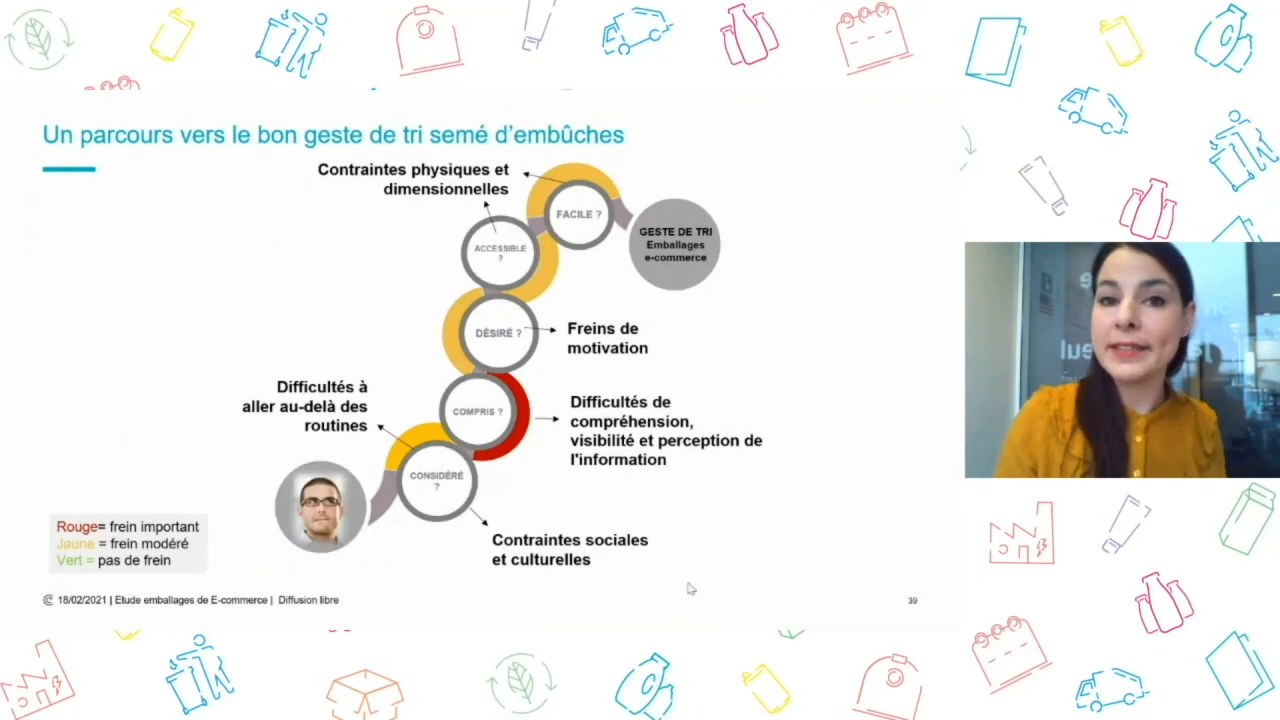 Un parcours vers le bon geste de tri semé d'embûches
Contraintes physiques et
dimensionnelles
FACILE ?
GESTE DE TRI
Emballages
e-commerce
ACCESSIBLE
?
DÉSIRÉ ?
Freins de
motivation
Difficultés à
aller au-delà des
routines
COMPRIS ?
Difficultés de
compréhension,
visibilité et perception de
l'information
CONSIDÉRÉ
?
Contraintes sociales
et culturelles
Rouge= frein important
Jaune = frein modéré
Vert = pas de frein
18/02/2021 | Etude emballages de E-commerce | Diffusion libre
39